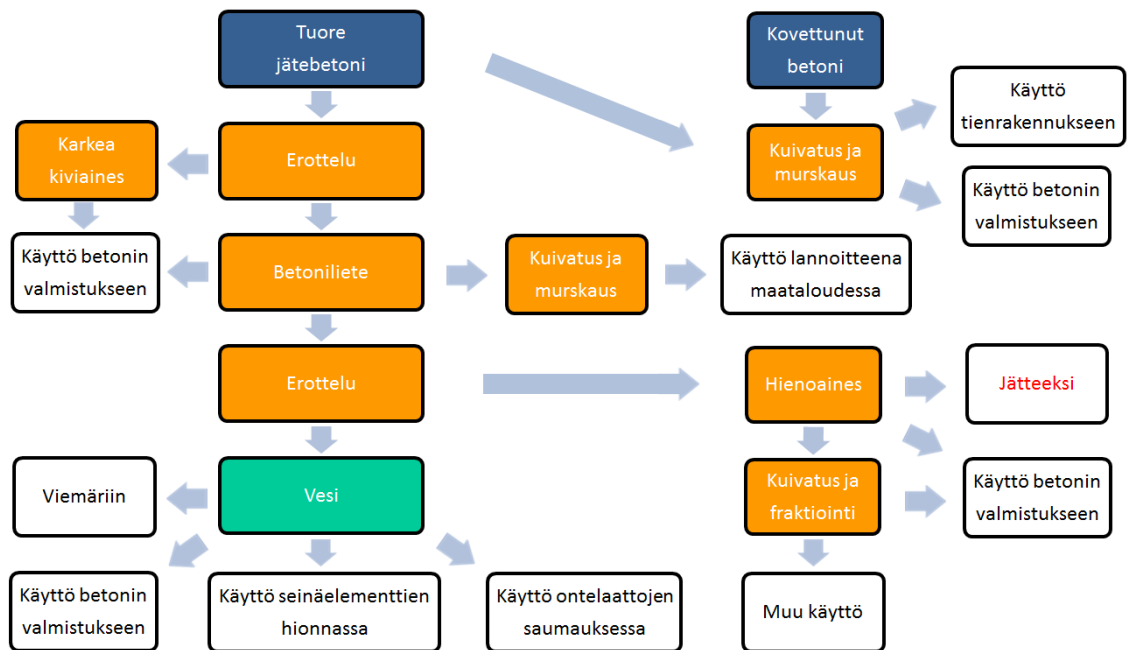 Tuore
jätebetoni
Kovettunut
betoni
Käyttö
tienrakennukseen
Karkea
kiviaines
Erottelu
Kuivatus ja
murskaus
Käyttö betonin
valmistukseen
Käyttö betonin
valmistukseen
Betoniliete
Kuivatus ja
murskaus
Käyttö lannoitteena
maataloudessa
Erottelu
Hienoaines
Jätteeksi
Viemäriin
Vesi
Kuivatus ja
fraktiointi
Käyttö betonin
valmistukseen
Käyttö betonin
valmistukseen
Käyttö seinäelementtien
hionnassa
Käyttö ontelaattojen
saumauksessa
Muu käyttö